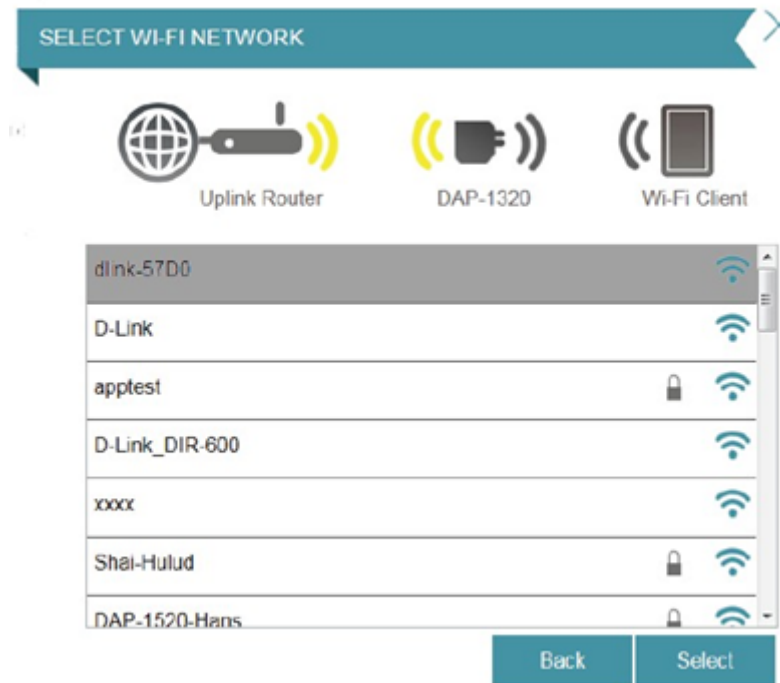 SELECT WI-FI NETWORK
Uplink Router DAP-1320 Wi-Fi Client
dlink-57D0
D-Link
apptest
D-Link_DIR-600
xxxx
Shai-Hulud
DAP-1520-Hans
Back Select